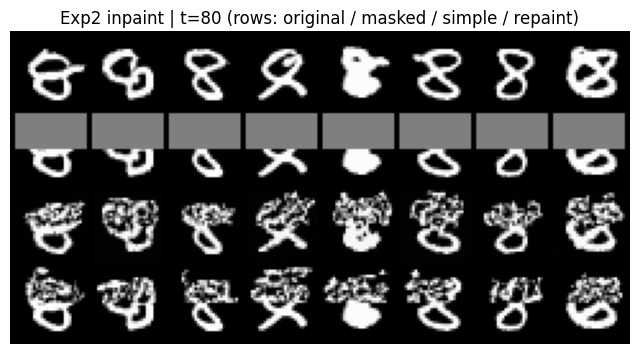 Exp2 inpaint | t=80 (rows: original / masked / simple / repaint)